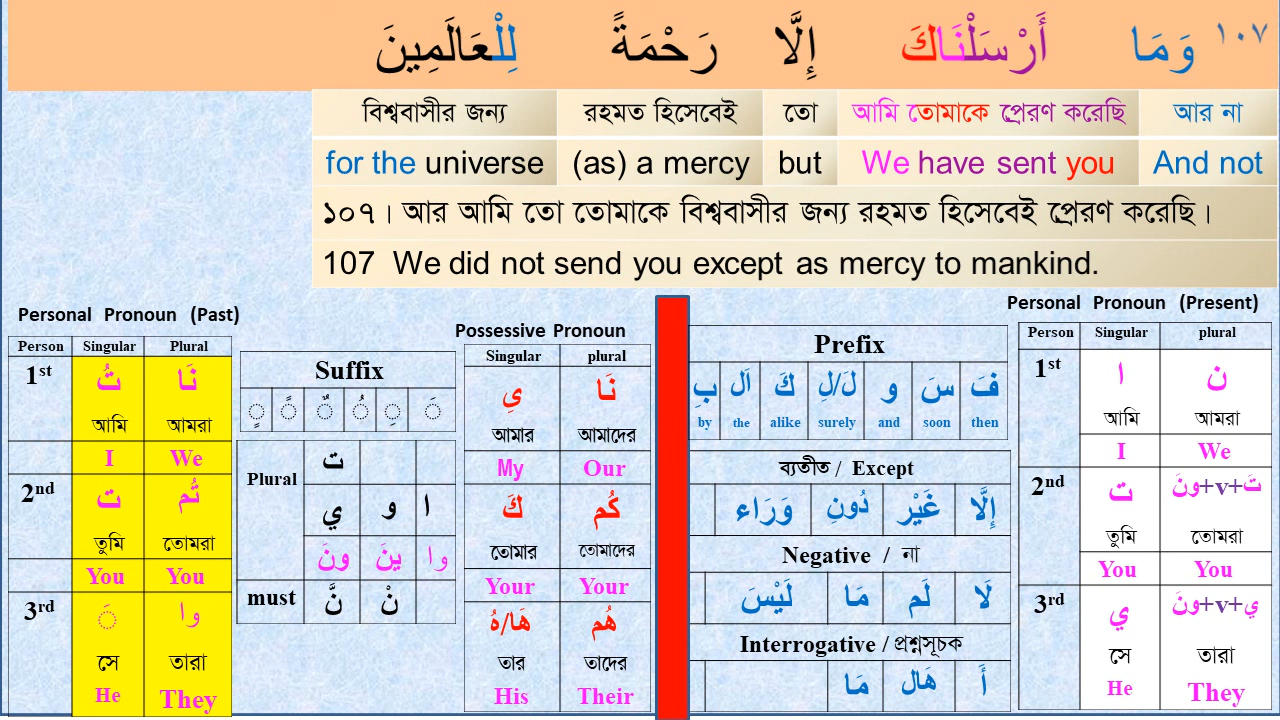 ١٠٧ وَمَا أَرْسَلْنَاكَ إِلَّا رَحْمَةً لِلْعَالَمِينَ
বিশ্ববাসীর জন্য রহমত হিসেবেই তো আমি তোমাকে প্রেরণ করেছি আর না
for the universe (as) a mercy but We have sent you And not
১০৭। আর আমি তো তোমাকে বিশ্ববাসীর জন্য রহমত হিসেবেই প্রেরণ করেছি।
107 We did not send you except as mercy to mankind.
Personal Pronoun (Past)
Person Singular Plural
1st تُ نَا
আমি আমরা
I We
2nd ت تُم
তুমি তোমরা
You You
3rd ◌َ وا
সে তারা
He They
Suffix
◌ٍ ◌ً ◌ٌ ◌ُ ◌ِ ◌َ
Plural ت
ي و ا
ونَ ينَ وا
must نَّ نْ
Possessive Pronoun
Singular plural
يِ نَا
আমার আমাদের
My Our
كَ كُم
তোমার তোমাদের
Your Your
هَا/هُ هُم
তার তাদের
His Their
Prefix
بِ اَل كَ لَ/لِ و سَ فَ
by the alike surely and soon then
ব্যতীত / Except
وَرَاء دُونِ غَيْر إِلَّا
Negative / না
لَيْسَ مَا لَم لَا
Interrogative / প্রশ্নসূচক
مَا هَال أَ
Personal Pronoun (Present)
Person Singular plural
1st ا ن
আমি আমরা
I We
2nd ت تَ+v+ونَ
তুমি তোমরা
You You
3rd ي ي+v+ونَ
সে তারা
He They